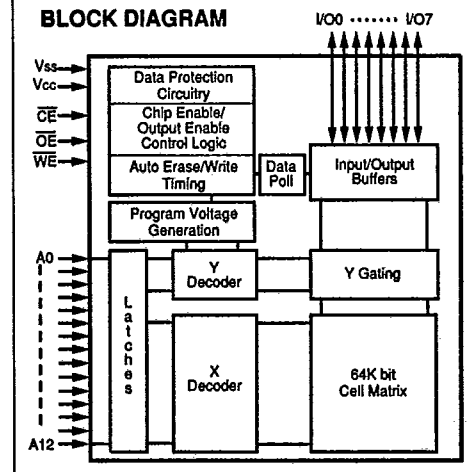 BLOCK DIAGRAM
I/O0 ······· I/O7
Vss
Vcc
CE
OE
WE
Data Protection
Circuitry
Chip Enable/
Output Enable
Control Logic
Auto Erase/Write
Timing
Data
Poll
Input/Output
Buffers
Program Voltage
Generation
A0
Y
Decoder
Y Gating
Latches
X
Decoder
64K bit
Cell Matrix
A12